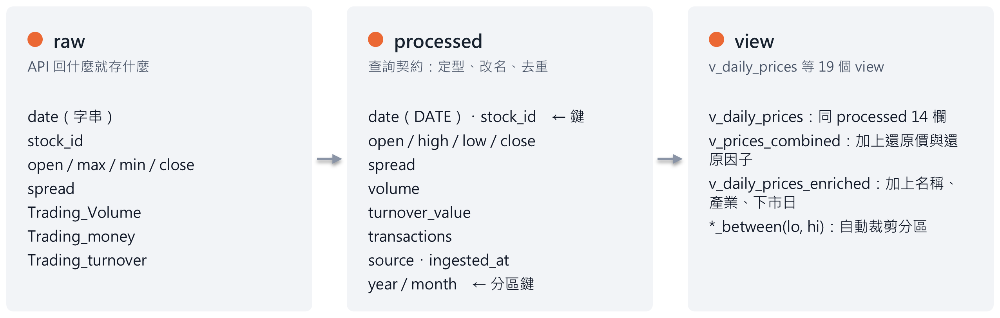 raw
API 回什麼就存什麼
date(字串)
stock_id
open / max / min / close
spread
Trading_Volume
Trading_money
Trading_turnover
processed
查詢契約：定型、改名、去重
date(DATE)・stock_id ← 鍵
open / high / low / close
spread
volume
turnover_value
transactions
source・ingested_at
year / month ← 分區鍵
view
v_daily_prices 等 19 個 view
v_daily_prices：同 processed 14 欄
v_prices_combined：加上還原價與還
原因子
v_daily_prices_enriched：加上名稱、
產業、下市日
*_between(lo, hi)：自動裁剪分區